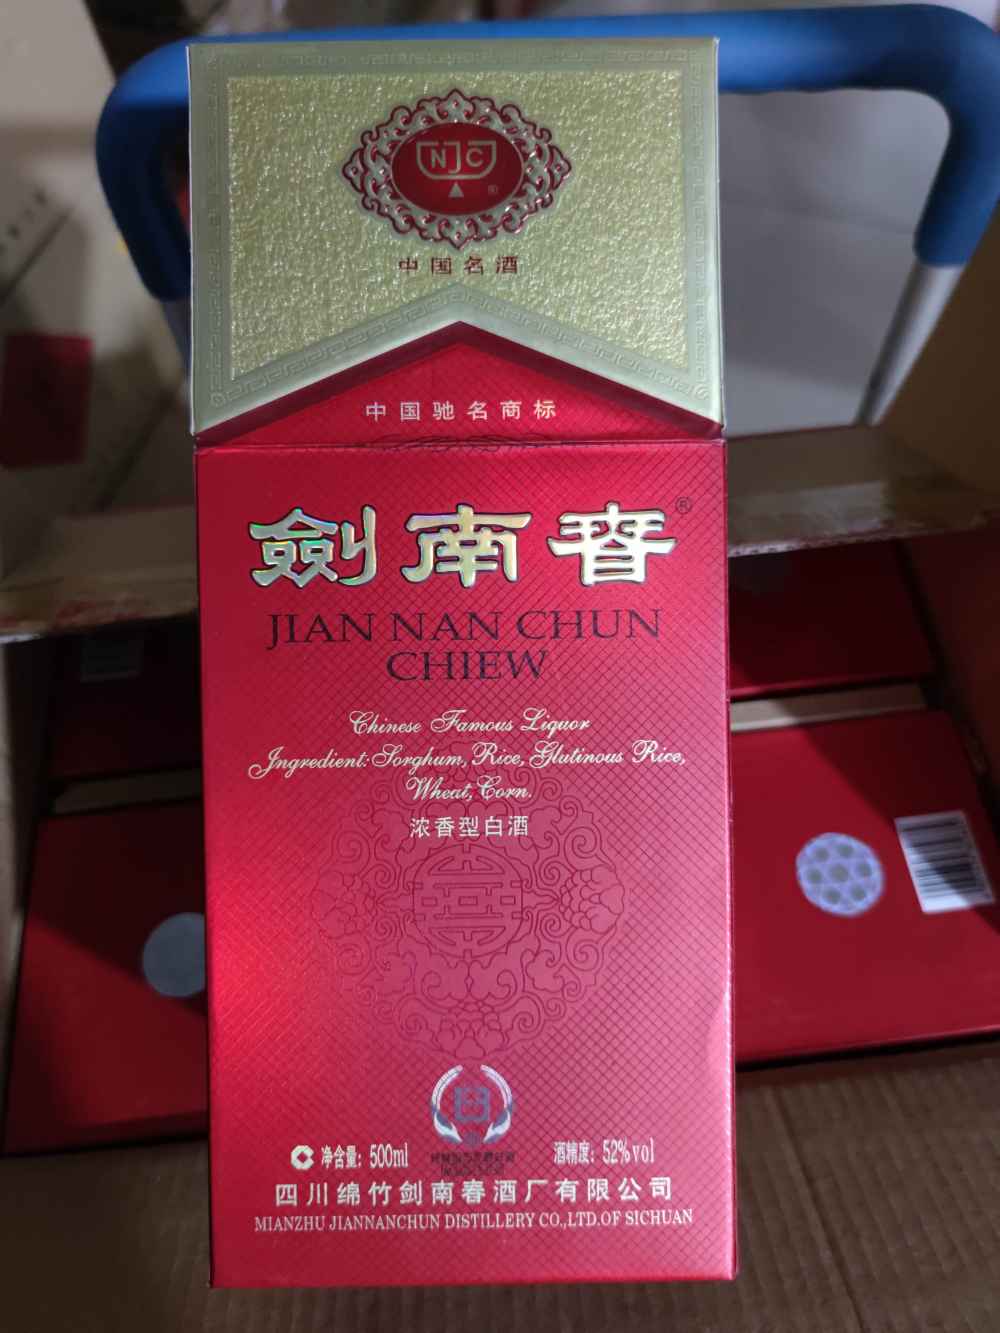 NJC
®
中国名酒
中国驰名商标
劍南春®
JIAN NAN CHUN
CHIEW
Chinese Famous Liquor
Ingredient: Sorghum, Rice, Glutinous Rice,
Wheat, Corn.
浓香型白酒
净含量: 500ml
酒精度: 52%vol
四川绵竹剑南春酒厂有限公司
MIANZHU JIANNANCHUN DISTILLERY CO.,LTD.OF SICHUAN